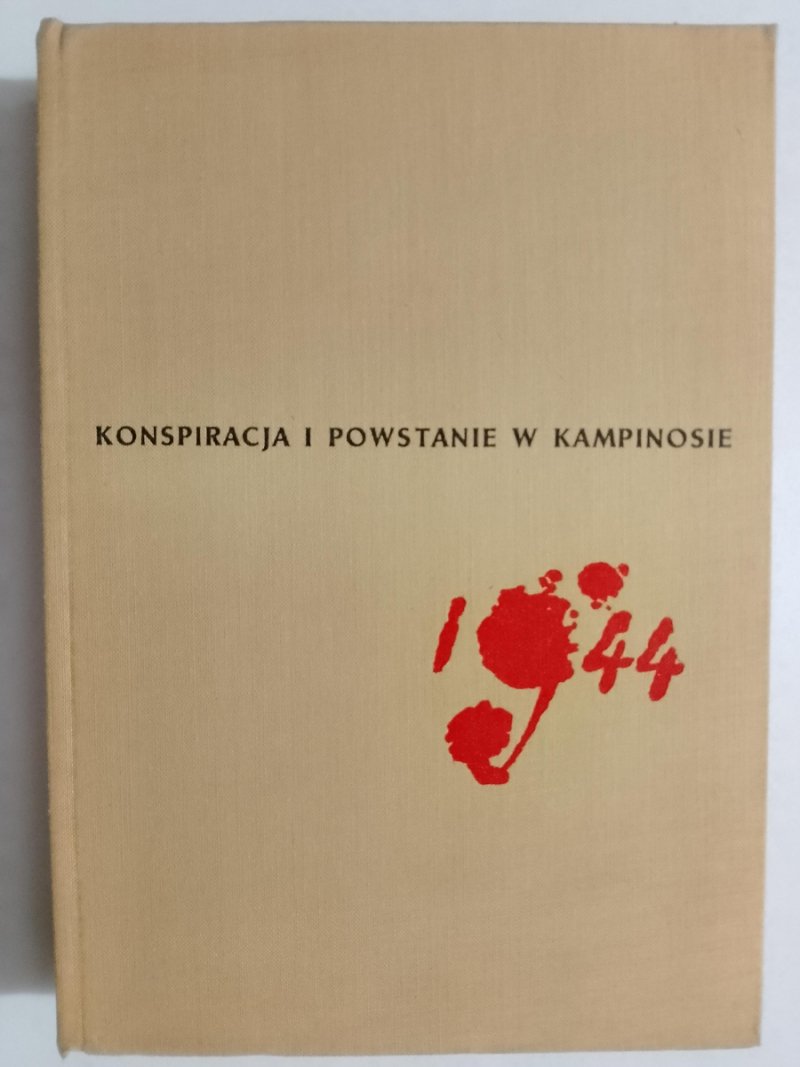 KONSPIRACJA I POWSTANIE W KAMPINOSIE
1944